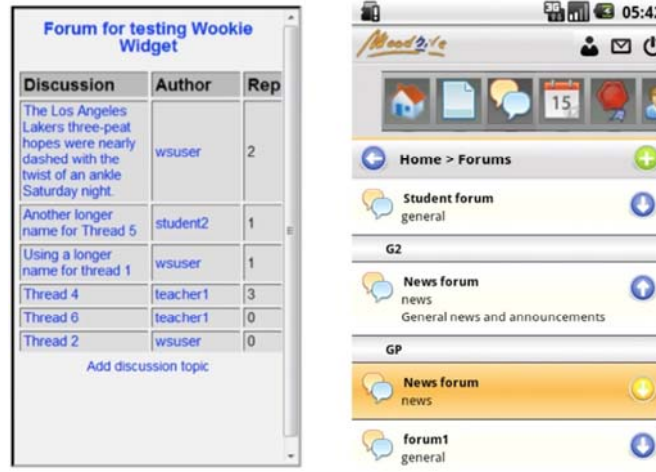 Forum for testing Wookie
Widget
Discussion Author Rep
The Los Angeles
Lakers three-peat
hopes were nearly
dashed with the
twist of an ankle
Saturday night.
wsuser 2
Another longer
name for Thread 5
student2 1
Using a longer
name for thread 1
wsuser 1
Thread 4 teacher1 3
Thread 6 teacher1 0
Thread 2 wsuser 0
Add discussion topic
3G 05:42
Moodbile
15
Home > Forums
Student forum
general
G2
News forum
news
General news and announcements
GP
News forum
news
forum1
general